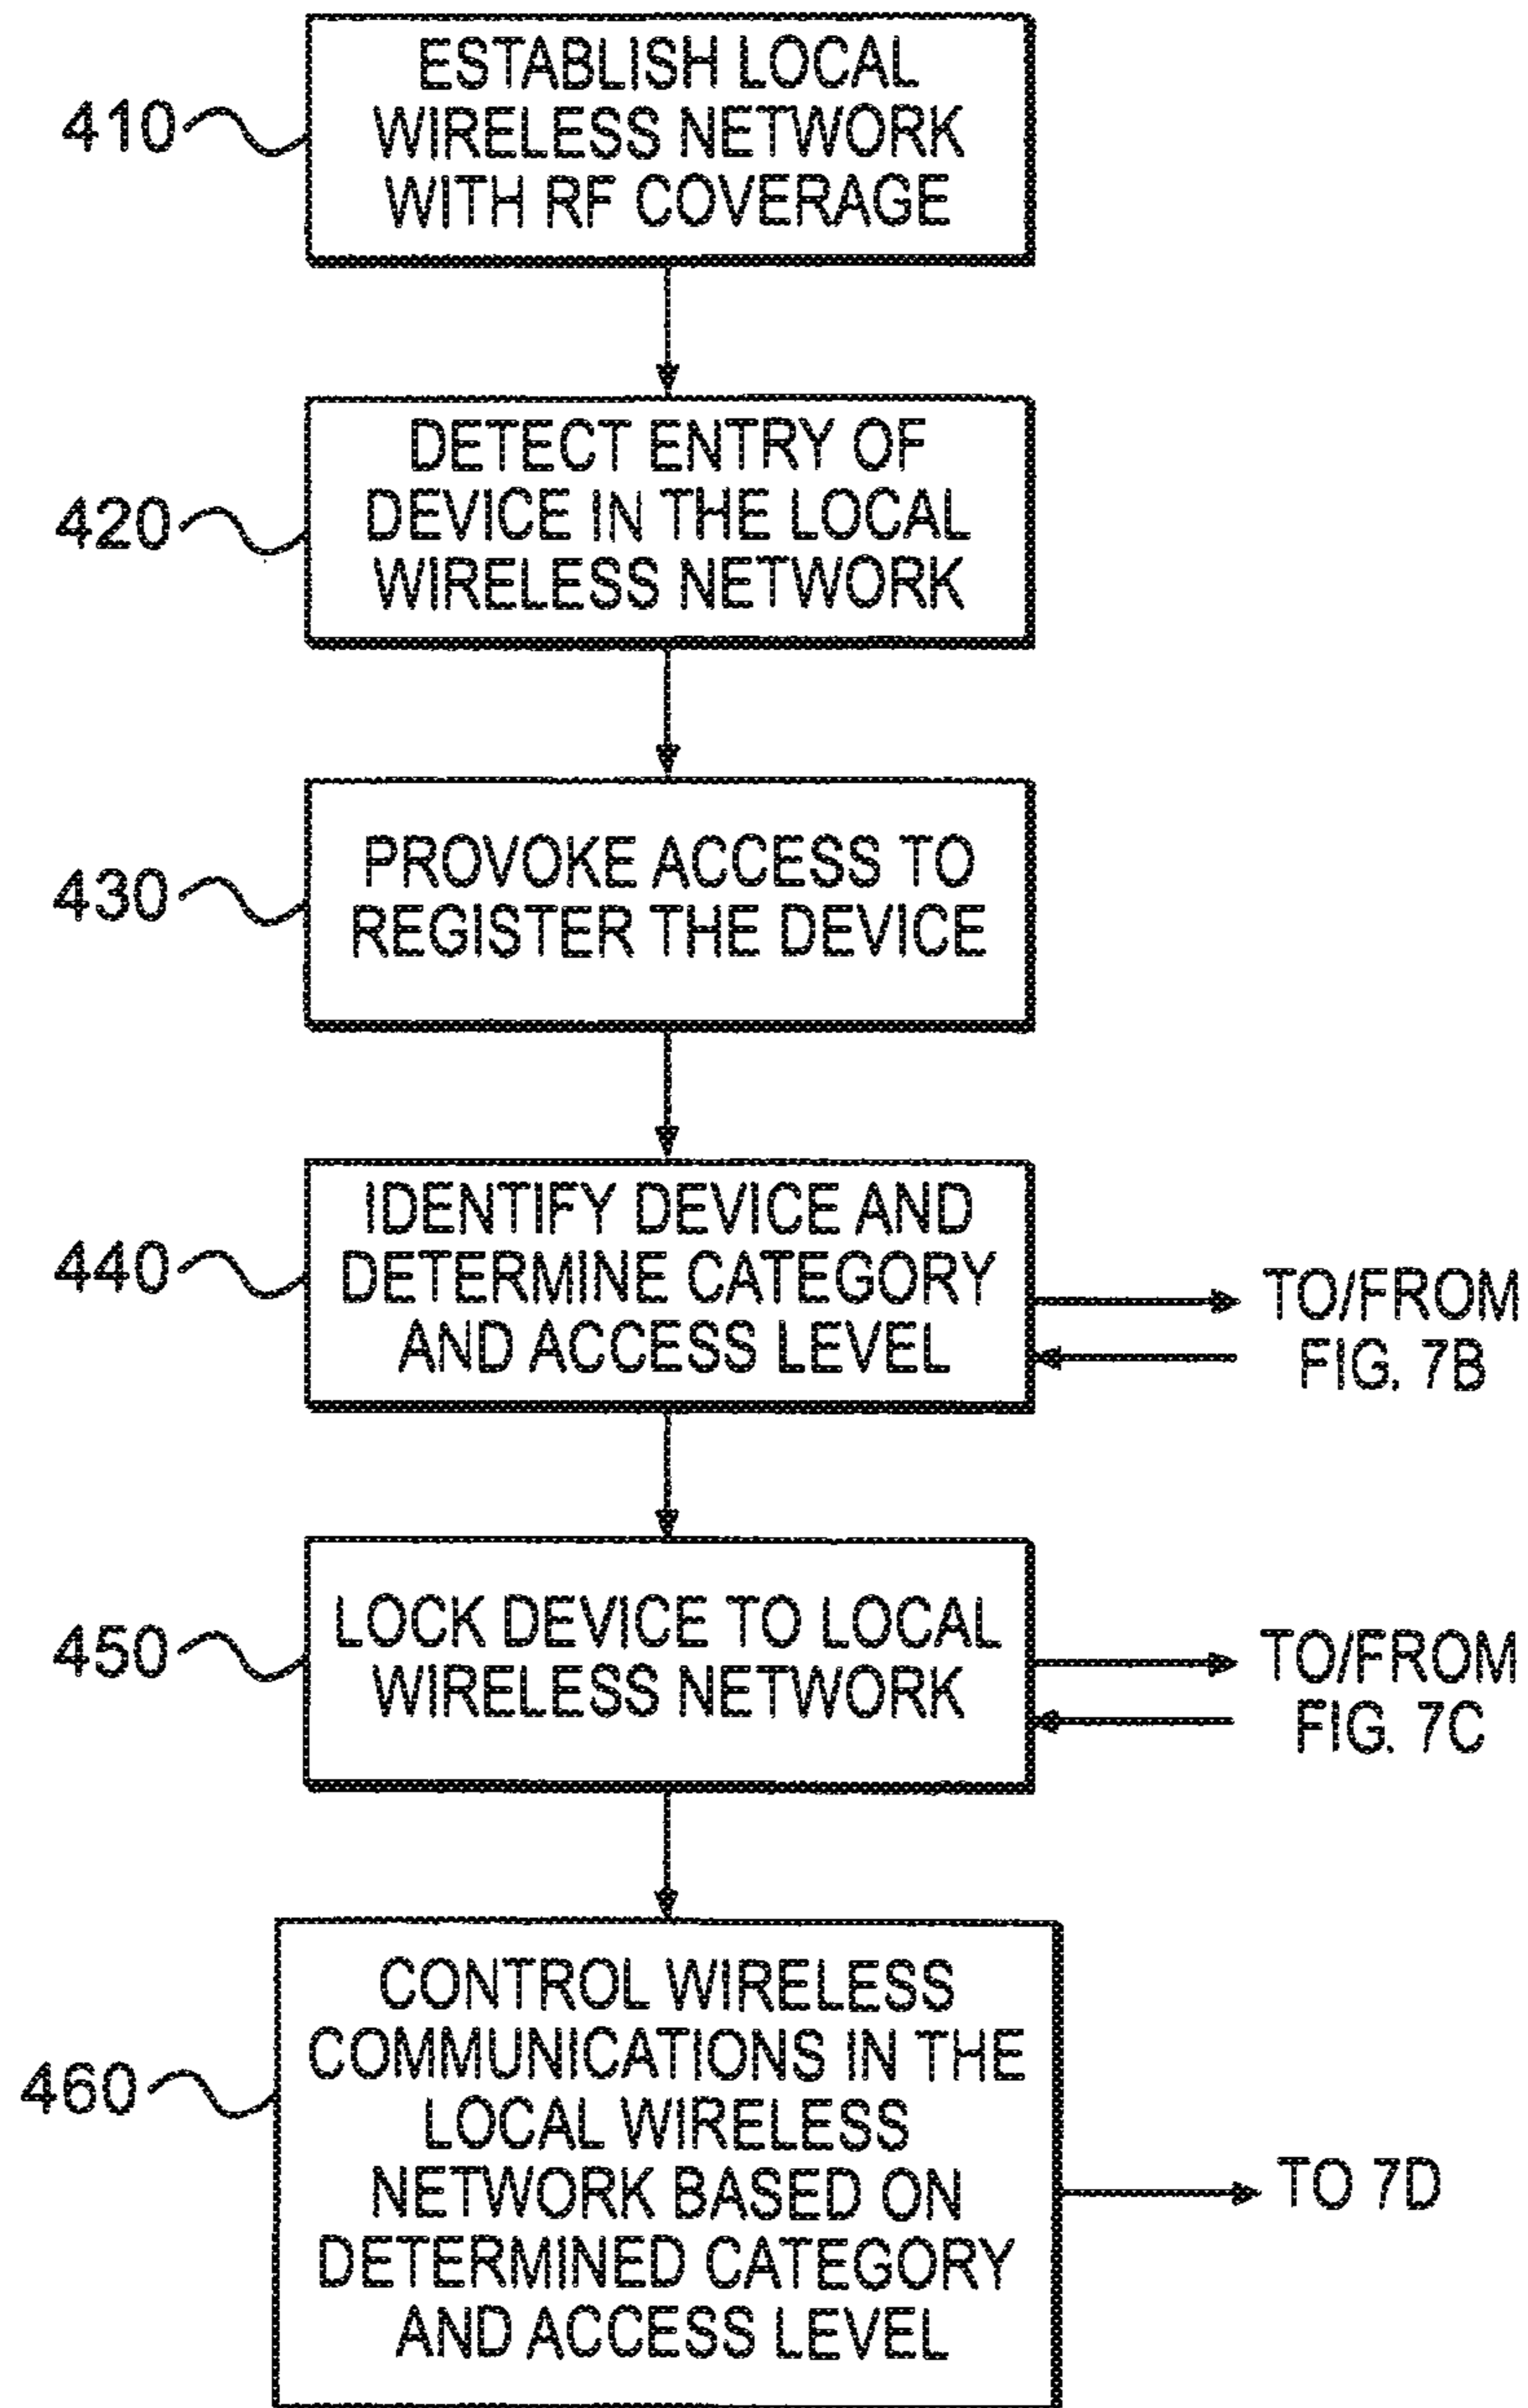 410
ESTABLISH LOCAL
WIRELESS NETWORK
WITH RF COVERAGE
420
DETECT ENTRY OF
DEVICE IN THE LOCAL
WIRELESS NETWORK
430
PROVOKE ACCESS TO
REGISTER THE DEVICE
440
IDENTIFY DEVICE AND
DETERMINE CATEGORY
AND ACCESS LEVEL
TO/FROM
FIG. 7B
450
LOCK DEVICE TO LOCAL
WIRELESS NETWORK
TO/FROM
FIG. 7C
460
CONTROL WIRELESS
COMMUNICATIONS IN THE
LOCAL WIRELESS
NETWORK BASED ON
DETERMINED CATEGORY
AND ACCESS LEVEL
TO 7D